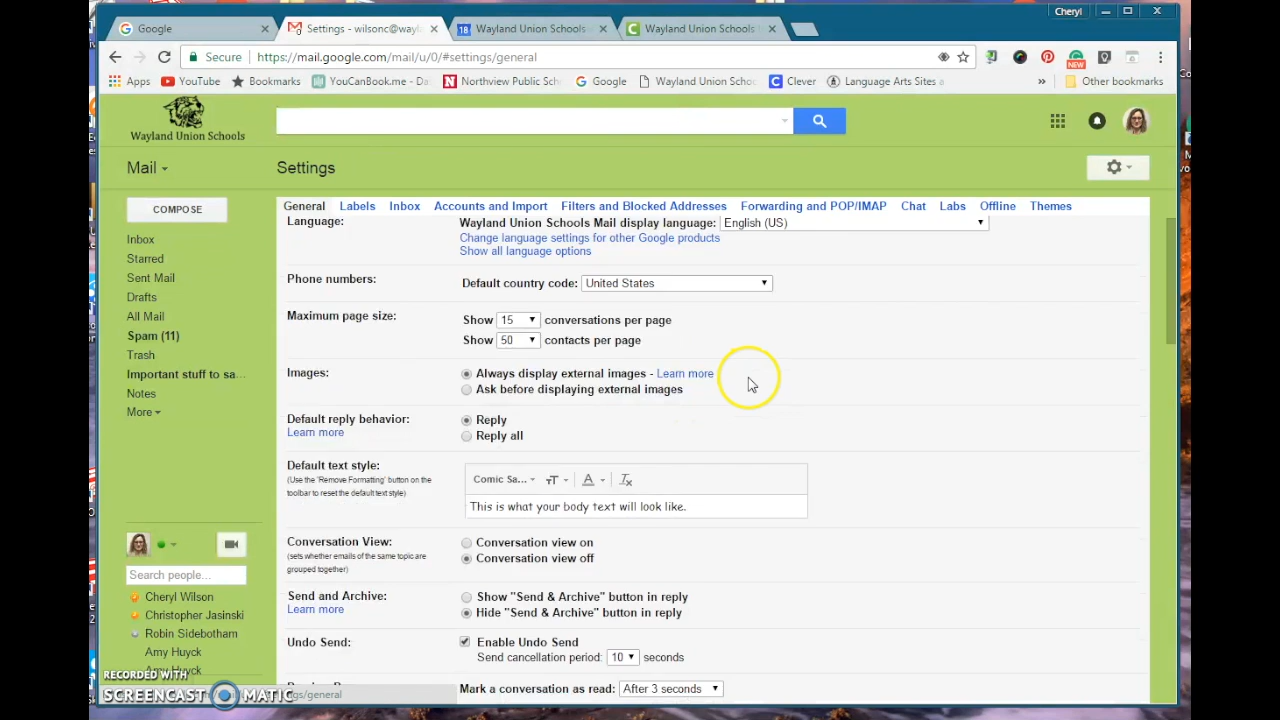 Cheryl
Google
Settings - wilsonc@wayl
18 Wayland Union Schools
Wayland Union Schools
Secure https://mail.google.com/mail/u/0/#settings/general
NEW
Apps YouTube Bookmarks YouCanBook.me - Da Northview Public Sch Google Wayland Union Schoo Clever Language Arts Sites a » Other bookmarks
Wayland Union Schools
Mail
Settings
COMPOSE
General Labels Inbox Accounts and Import Filters and Blocked Addresses Forwarding and POP/IMAP Chat Labs Offline Themes
Inbox
Starred
Sent Mail
Drafts
All Mail
Spam (11)
Trash
Important stuff to sa...
Notes
More
Language:
Wayland Union Schools Mail display language: English (US)
Change language settings for other Google products
Show all language options
Phone numbers:
Default country code: United States
Maximum page size:
Show 15 conversations per page
Show 50 contacts per page
Images:
Always display external images - Learn more
Ask before displaying external images
Default reply behavior:
Learn more
Reply
Reply all
Default text style:
(Use the 'Remove Formatting' button on the
toolbar to reset the default text style)
Comic Sa...
This is what your body text will look like.
Conversation View:
(sets whether emails of the same topic are
grouped together)
Conversation view on
Conversation view off
Send and Archive:
Learn more
Show "Send & Archive" button in reply
Hide "Send & Archive" button in reply
Undo Send:
Enable Undo Send
Send cancellation period: 10 seconds
Mark a conversation as read: After 3 seconds
Search people...
Cheryl Wilson
Christopher Jasinski
Robin Sidebotham
Amy Huyck
Amy Huyck
RECORDED WITH
SCREENCAST MATIC
ngs/general